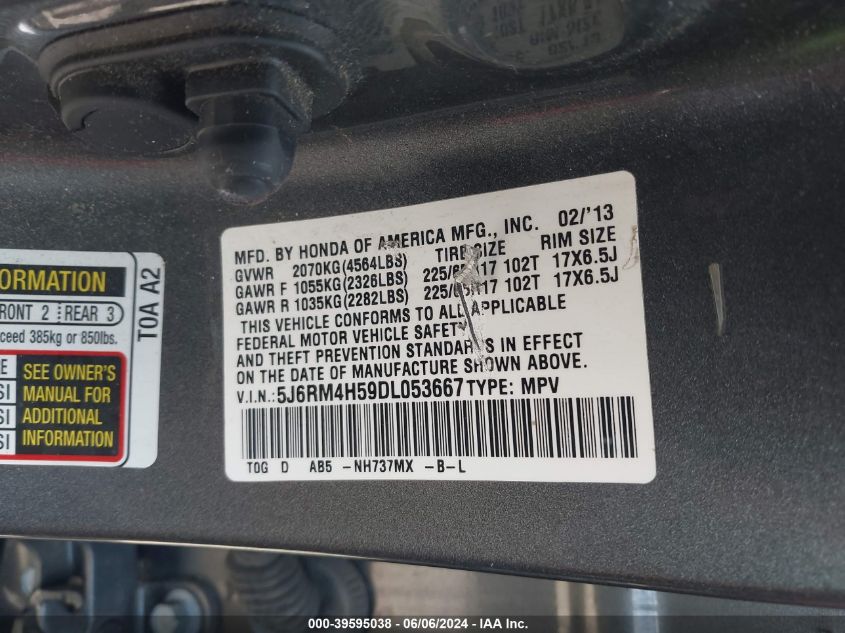 MFD. BY HONDA OF AMERICA MFG., INC. 02/'13
GVWR 2070KG(4564LBS) TIRE SIZE RIM SIZE
GAWR F 1055KG(2326LBS) 17 102T 17X6.5J
GAWR R 1035KG(2282LBS) 17 102T 17X6.5J
THIS VEHICLE CONFORMS TO ALL APPLICABLE
FEDERAL MOTOR VEHICLE SAFETY
AND THEFT PREVENTION STANDARDS IN EFFECT
ON THE DATE OF MANUFACTURE SHOWN ABOVE.
V.I.N.: 5J6RM4H59DL053667 TYPE: MPV
TOG D AB5 -NH737MX -B-L
ORMATION
FRONT 2 REAR 3
xceed 385kg or 850lbs.
TOA A2
SEE OWNER'S
MANUAL FOR
ADDITIONAL
INFORMATION
000-39595038 - 06/06/2024 - IAA Inc.